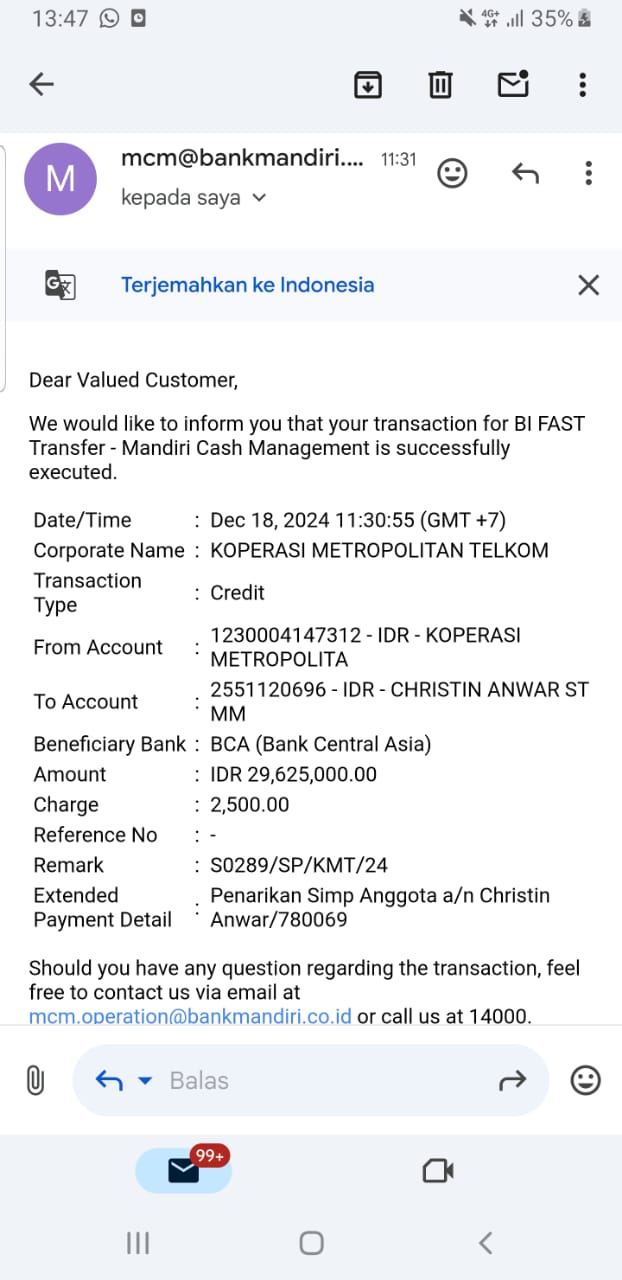 13:47 4G+ 35%
M mcm@bankmandiri.... 11:31
kepada saya
Terjemahkan ke Indonesia
Dear Valued Customer,
We would like to inform you that your transaction for BI FAST
Transfer - Mandiri Cash Management is successfully
executed.
Date/Time : Dec 18, 2024 11:30:55 (GMT +7)
Corporate Name : KOPERASI METROPOLITAN TELKOM
Transaction
Type : Credit
From Account : 1230004147312 - IDR - KOPERASI
METROPOLITA
To Account : 2551120696 - IDR - CHRISTIN ANWAR ST
MM
Beneficiary Bank : BCA (Bank Central Asia)
Amount : IDR 29,625,000.00
Charge : 2,500.00
Reference No : -
Remark : S0289/SP/KMT/24
Extended
Payment Detail : Penarikan Simp Anggota a/n Christin
Anwar/780069
Should you have any question regarding the transaction, feel
free to contact us via email at
mcm.operation@bankmandiri.co.id or call us at 14000.
Balas
99+